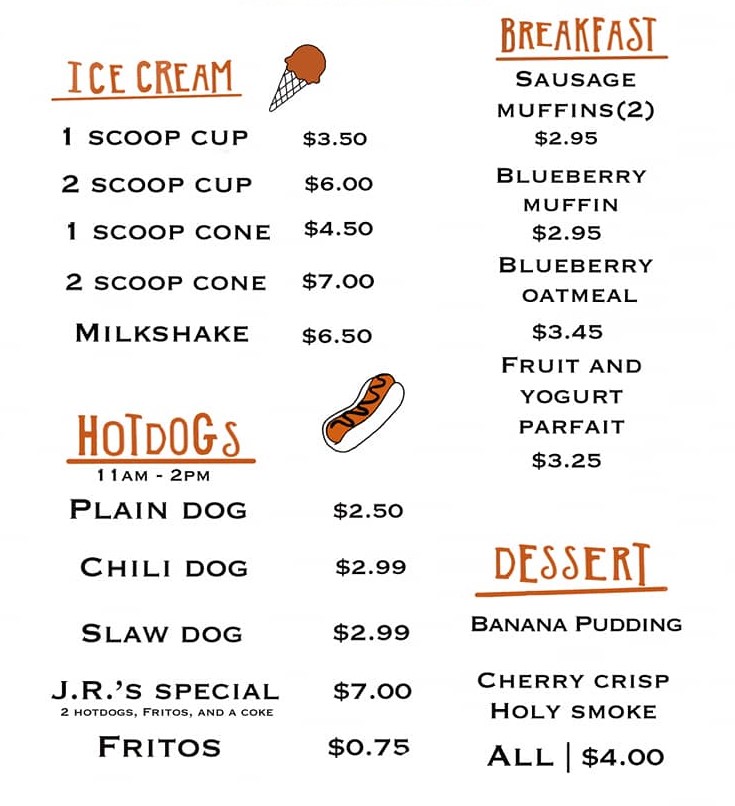 ICE CREAM
1 SCOOP CUP $3.50
2 SCOOP CUP $6.00
1 SCOOP CONE $4.50
2 SCOOP CONE $7.00
MILKSHAKE $6.50
HOTDOGS
11AM - 2PM
PLAIN DOG $2.50
CHILI DOG $2.99
SLAW DOG $2.99
J.R.'S SPECIAL $7.00
2 HOTDOGS, FRITOS, AND A COKE
FRITOS $0.75
BREAKFAST
SAUSAGE
MUFFINS(2)
$2.95
BLUEBERRY
MUFFIN
$2.95
BLUEBERRY
OATMEAL
$3.45
FRUIT AND
YOGURT
PARFAIT
$3.25
DESSERT
BANANA PUDDING
CHERRY CRISP
HOLY SMOKE
ALL | $4.00